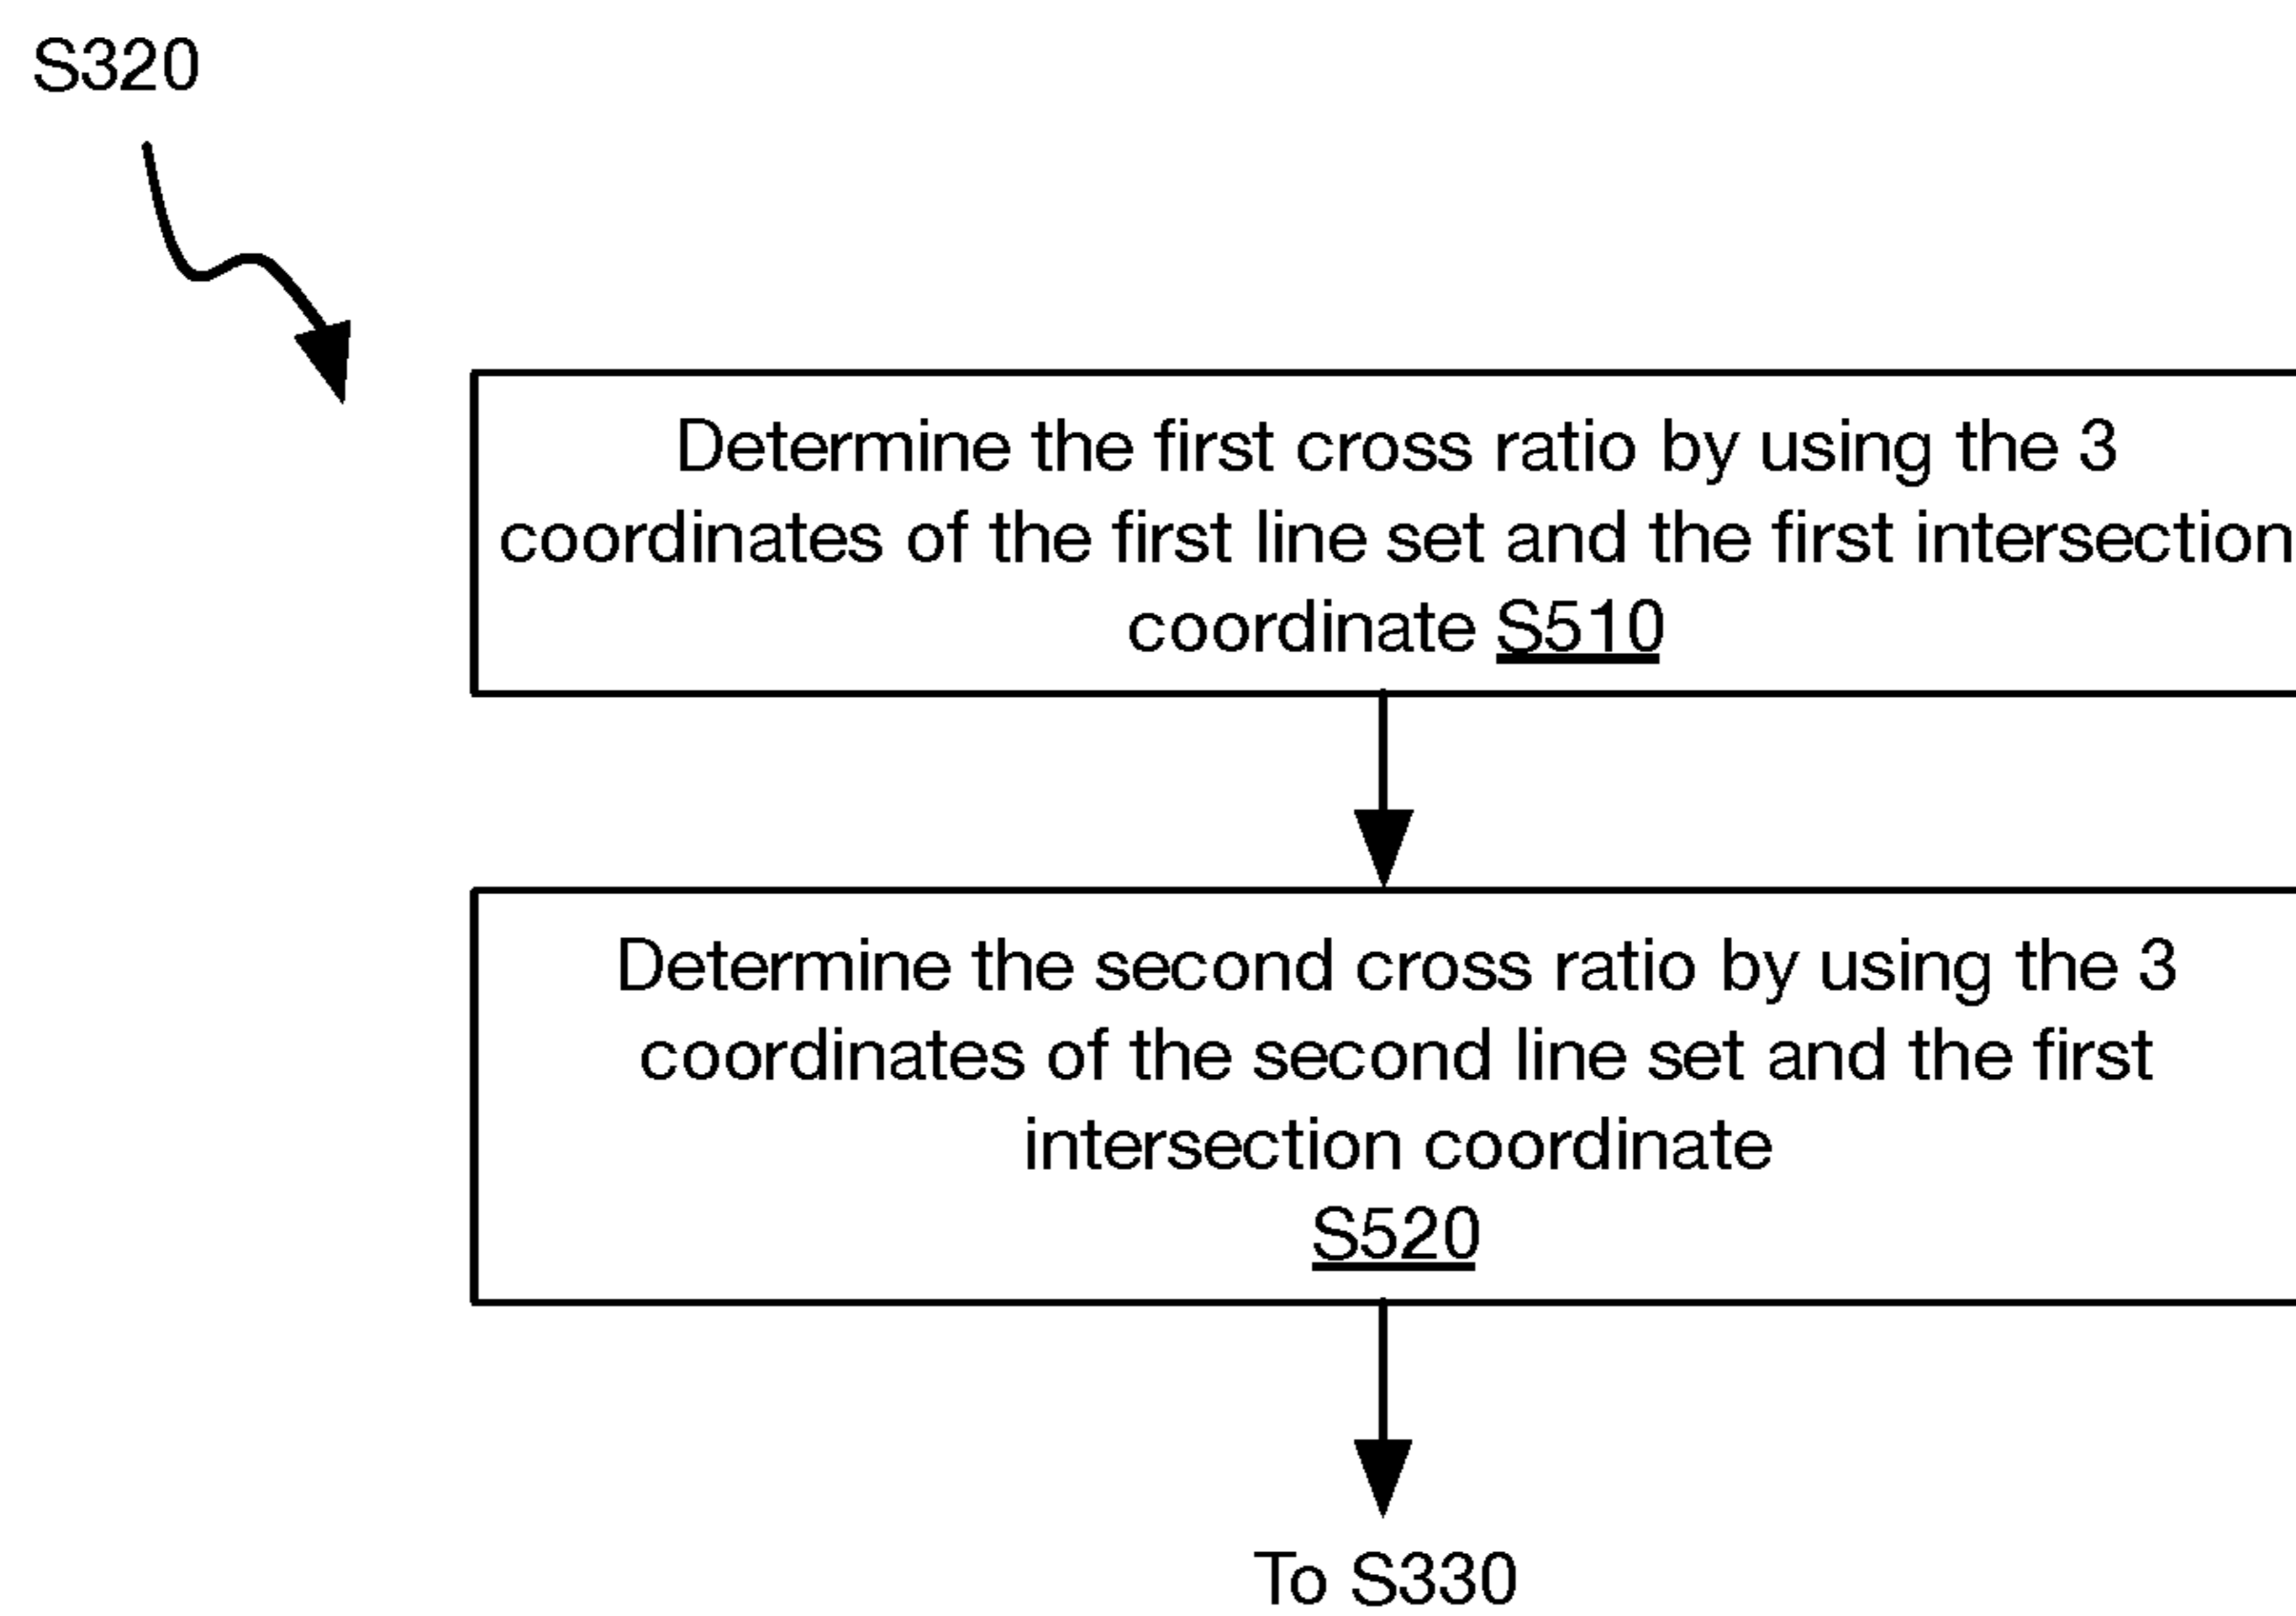 S320
Determine the first cross ratio by using the 3
coordinates of the first line set and the first intersection
coordinate S510
Determine the second cross ratio by using the 3
coordinates of the second line set and the first
intersection coordinate
S520
To S330